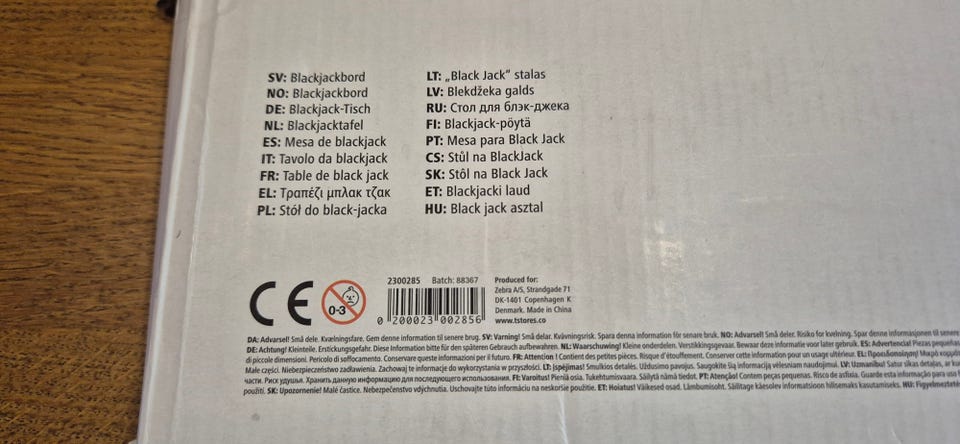 SV: Blackjackbord
NO: Blackjackbord
DE: Blackjack-Tisch
NL: Blackjacktafel
ES: Mesa de blackjack
IT: Tavolo da blackjack
FR: Table de black jack
EL: Τραπέζι μπλακ τζακ
PL: Stół do black-jacka
LT: „Black Jack” stalas
LV: Blekdžeka galds
RU: Стол для блэк-джека
FI: Blackjack-pöytä
PT: Mesa para Black Jack
CS: Stůl na BlackJack
SK: Stôl na Black Jack
ET: Blackjacki laud
HU: Black jack asztal
CE
0-3
2300285 Batch: 88367
0 200023 002856
Produced for:
Zebra A/S, Strandgade 71
DK-1401 Copenhagen K
Denmark. Made in China
www.tstores.co
DA: Advarsel! Små dele. Kvælningsfare. Gem denne information til senere brug. SV: Varning! Små delar. Kvävningsrisk. Spara denna information för senare bruk. NO: Advarsel! Små deler. Risiko for kvelning. Spar denne informasjonen til senere
DE: Achtung! Kleinteile. Erstickungsgefahr. Diese Information bitte für den späteren Gebrauch aufbewahren. NL: Waarschuwing! Kleine onderdelen. Verstikkingsgevaar. Bewaar deze informatie voor later gebruik. ES: Advertencia! Piezas pequeñas
di piccole dimensioni. Pericolo di soffocamento. Conservare queste informazioni per il futuro. FR: Attention ! Contient des petites pièces. Risque d'étouffement. Conserver cette information pour un usage ultérieur. EL: Προειδοποίηση! Μικρά
Małe części. Niebezpieczeństwo zadławienia. Zachowaj te informacje do wykorzystania w przyszłości. LT: Įspėjimas! Smulkios detalės. Uždusimo pavojus. Saugokite šią informaciją vėlesniam naudojimui. LV: Uzmanību! Satur sīkas detaļas,
части. Риск удушья. Хранить данную информацию для последующего использования. FI: Varoitus! Pieniä osia. Tukehtumisvaara. Säilytä nämä tiedot. PT: Atenção! Contém peças pequenas. Risco de asfixia. Guarde esta informação para
použití. SK: Upozornenie! Malé častice. Nebezpečenstvo vdýchnutia. Uschovejte túto informáciu na neskoršie použitie. ET: Hoiatus! Väikesed osad. Lämbumisoht. Säilitage käesolev informatsioon hilisemaks kasutamiseks. HU: Figyelmeztetés